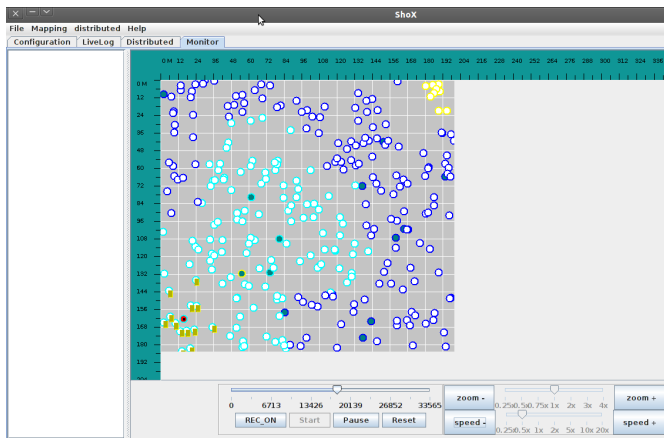 ShoX
File Mapping distributed Help
Configuration LiveLog Distributed Monitor
0 M 12 24 36 48 60 72 84 96 108 120 132 144 156 168 180 192 204 216 228 240 252 264 276 288 300 312 324 336
0 M
12
24
36
48
60
72
84
96
108
120
132
144
156
168
180
192
204
0 6713 13426 20139 26852 33565
REC_ON Start Pause Reset
zoom - 0.25x 0.5x 0.75x 1x 2x 3x 4x zoom +
speed - 0.25x 0.5x 1x 2x 5x 10x 20x speed +